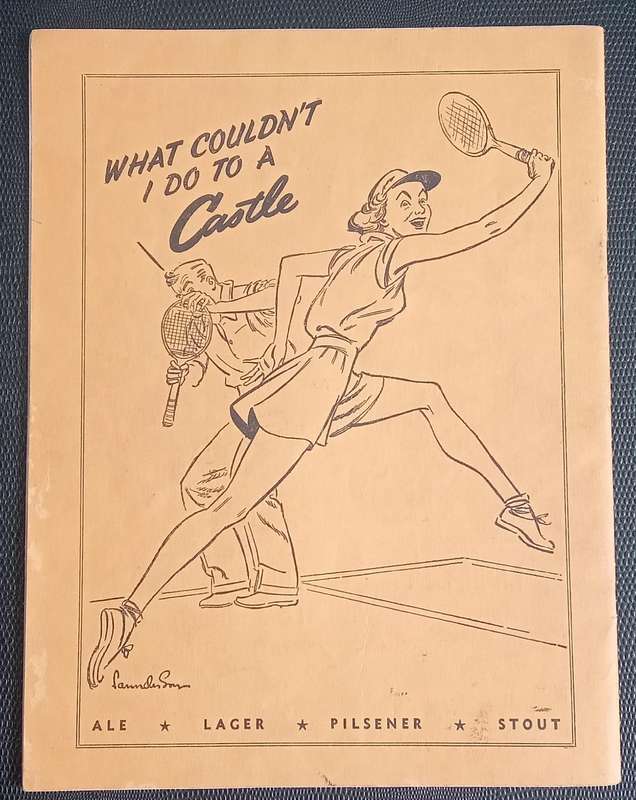 WHAT COULDN'T
I DO TO A
Castle
ALE ★ LAGER ★ PILSENER ★ STOUT